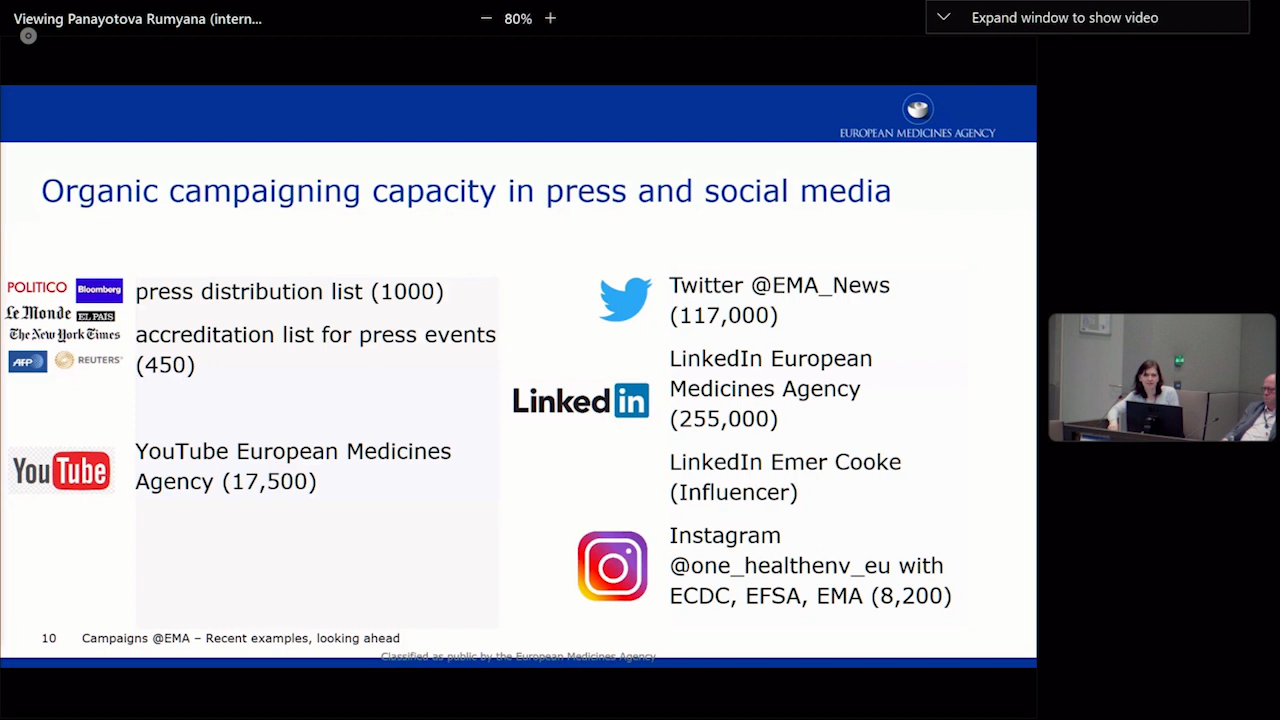 Viewing Panayotova Rumyana (intern...
80%
Expand window to show video
EUROPEAN MEDICINES AGENCY
Organic campaigning capacity in press and social media
POLITICO
Bloomberg
Le Monde
EL PAÍS
The New York Times
AFP
REUTERS
press distribution list (1000)
accreditation list for press events
(450)
YouTube
YouTube European Medicines
Agency (17,500)
Twitter @EMA_News
(117,000)
Linked in
LinkedIn European
Medicines Agency
(255,000)
LinkedIn Emer Cooke
(Influencer)
Instagram
@one_healthenv_eu with
ECDC, EFSA, EMA (8,200)
10 Campaigns @EMA – Recent examples, looking ahead
Classified as public by the European Medicines Agency